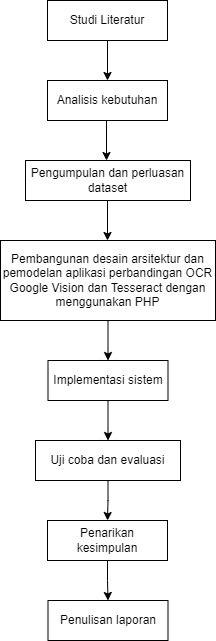 Studi Literatur
Analisis kebutuhan
Pengumpulan dan perluasan
dataset
Pembangunan desain arsitektur dan
pemodelan aplikasi perbandingan OCR
Google Vision dan Tesseract dengan
menggunakan PHP
Implementasi sistem
Uji coba dan evaluasi
Penarikan
kesimpulan
Penulisan laporan